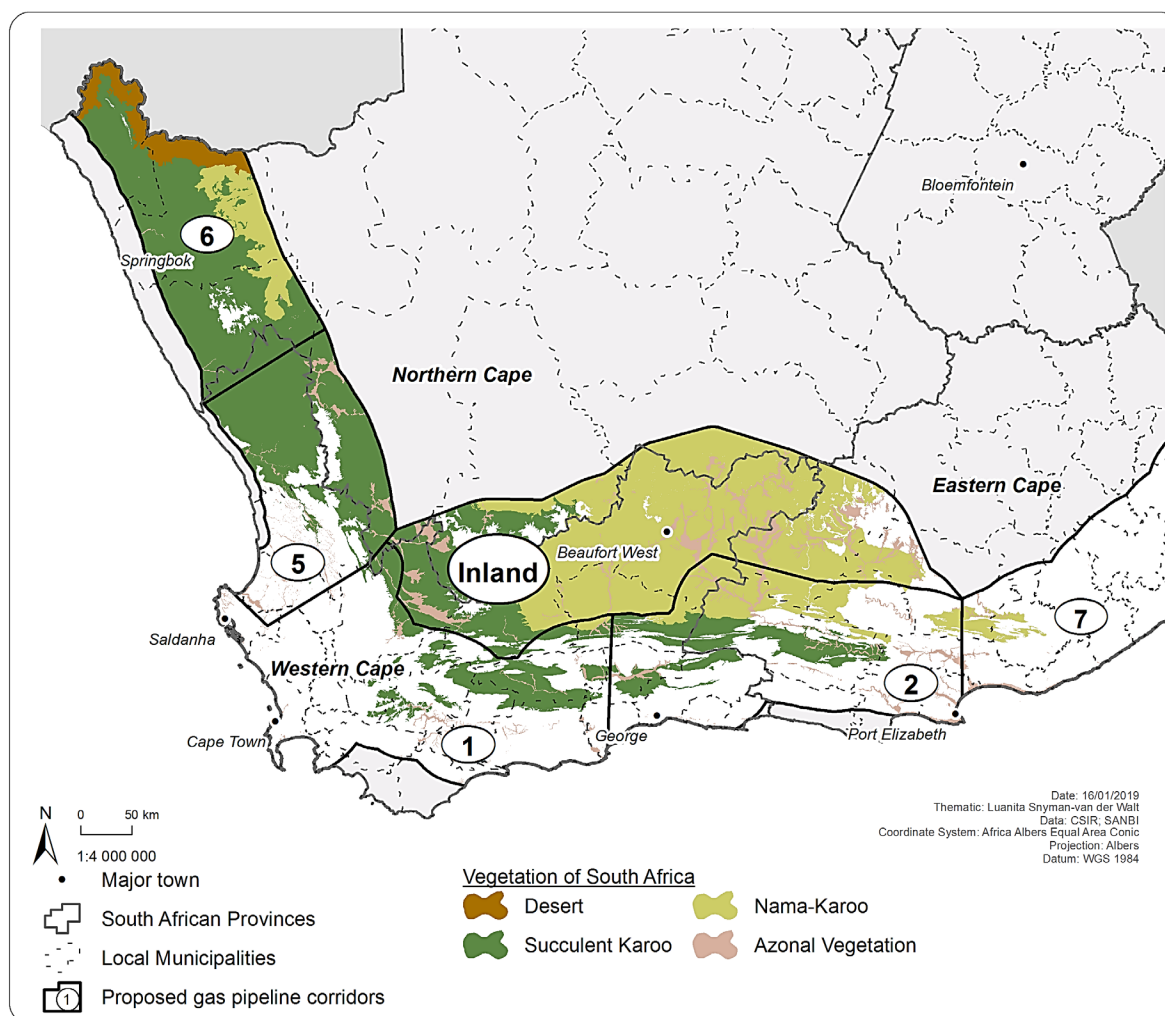 Bloemfontein
6
Springbok
Northern Cape
Eastern Cape
Beaufort West
5
Inland
7
Saldanha
Western Cape
2
George
Port Elizabeth
Cape Town
1
Date: 16/01/2019
Thematic: Luanita Snyman-van der Walt
Data: CSIR; SANBI
Coordinate System: Africa Albers Equal Area Conic
Projection: Albers
Datum: WGS 1984
N
0 50 km
1:4 000 000
Major town
South African Provinces
Local Municipalities
1 Proposed gas pipeline corridors
Vegetation of South Africa
Desert
Nama-Karoo
Succulent Karoo
Azonal Vegetation